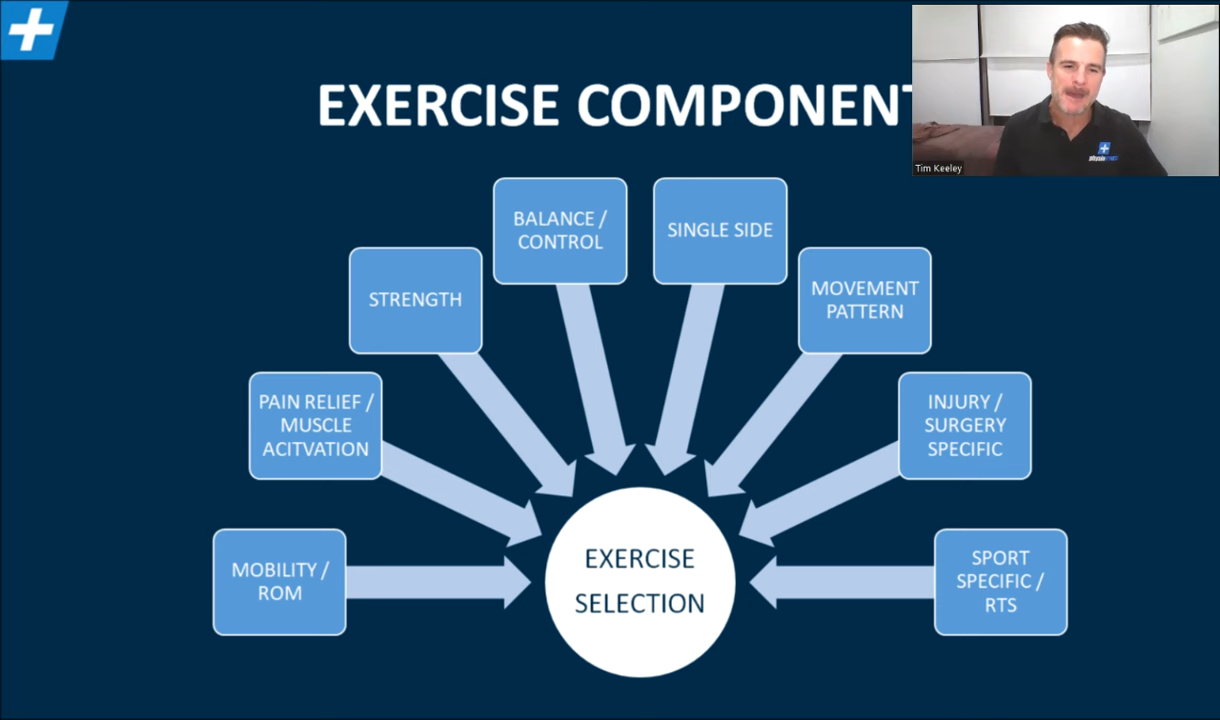 EXERCISE COMPONENT
Tim Keeley
BALANCE /
CONTROL
SINGLE SIDE
STRENGTH
MOVEMENT
PATTERN
PAIN RELIEF /
MUSCLE
ACITVATION
INJURY /
SURGERY
SPECIFIC
MOBILITY /
ROM
EXERCISE
SELECTION
SPORT
SPECIFIC /
RTS